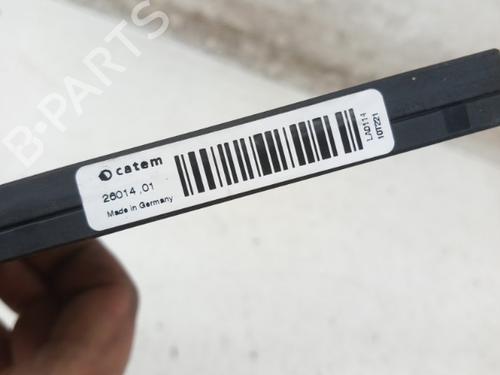 B-PARTS
catem
26014 ,01
Made in Germany
LAD114
10T221